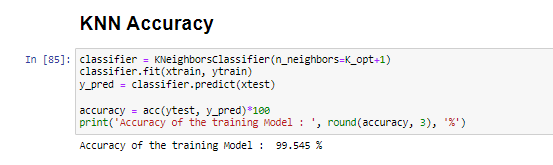 KNN Accuracy
In [85]: classifier = KNeighborsClassifier(n_neighbors=K_opt+1)
classifier.fit(xtrain, ytrain)
y_pred = classifier.predict(xtest)
accuracy = acc(ytest, y_pred)*100
print('Accuracy of the training Model : ', round(accuracy, 3), '%')
Accuracy of the training Model :  99.545 %